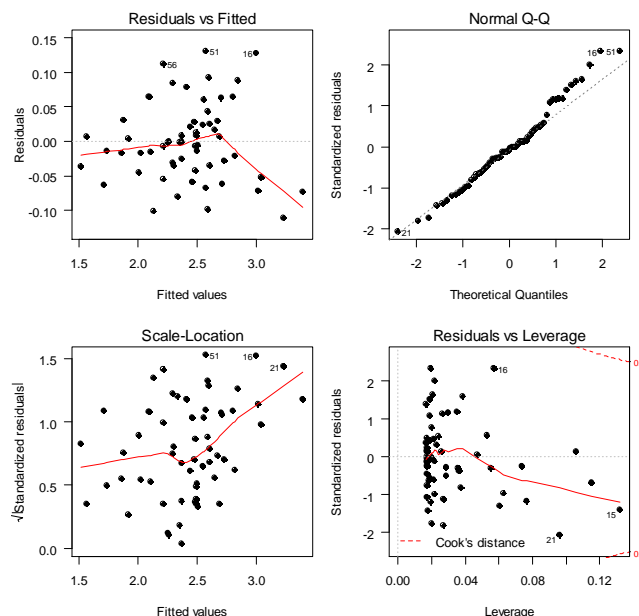 Residuals vs Fitted
Residuals
0.15
0.10
0.05
0.00
-0.05
-0.10
56
51
16
1.5 2.0 2.5 3.0
Fitted values
Normal Q-Q
Standardized residuals
2
1
0
-1
-2
16 51
21
-2 -1 0 1 2
Theoretical Quantiles
Scale-Location
√|Standardized residuals|
1.5
1.0
0.5
0.0
51
16
21
1.5 2.0 2.5 3.0
Fitted values
Residuals vs Leverage
Standardized residuals
2
1
0
-1
-2
16
15
21
0
0
Cook's distance
0.00 0.04 0.08 0.12
Leverage